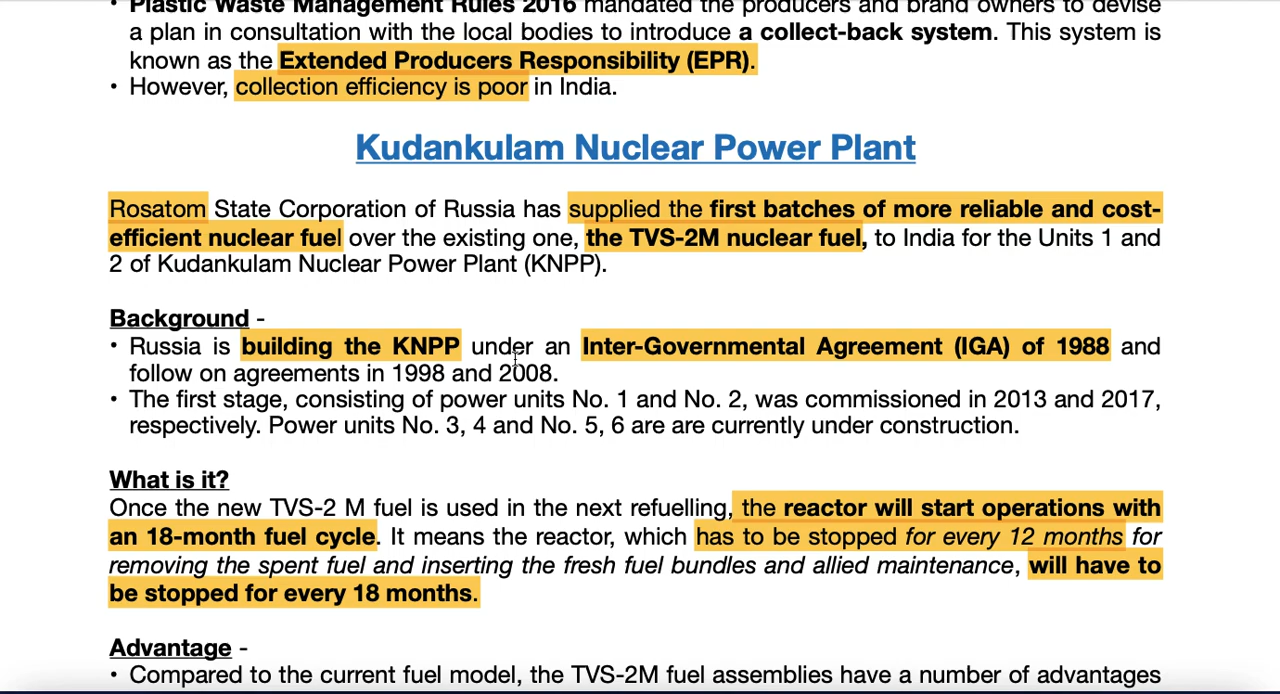 • Plastic Waste Management Rules 2016 mandated the producers and brand owners to devise
a plan in consultation with the local bodies to introduce a collect-back system. This system is
known as the Extended Producers Responsibility (EPR).
• However, collection efficiency is poor in India.
Kudankulam Nuclear Power Plant
Rosatom State Corporation of Russia has supplied the first batches of more reliable and cost-
efficient nuclear fuel over the existing one, the TVS-2M nuclear fuel, to India for the Units 1 and
2 of Kudankulam Nuclear Power Plant (KNPP).
Background -
• Russia is building the KNPP under an Inter-Governmental Agreement (IGA) of 1988 and
follow on agreements in 1998 and 2008.
• The first stage, consisting of power units No. 1 and No. 2, was commissioned in 2013 and 2017,
respectively. Power units No. 3, 4 and No. 5, 6 are are currently under construction.
What is it?
Once the new TVS-2 M fuel is used in the next refuelling, the reactor will start operations with
an 18-month fuel cycle. It means the reactor, which has to be stopped for every 12 months for
removing the spent fuel and inserting the fresh fuel bundles and allied maintenance, will have to
be stopped for every 18 months.
Advantage -
• Compared to the current fuel model, the TVS-2M fuel assemblies have a number of advantages